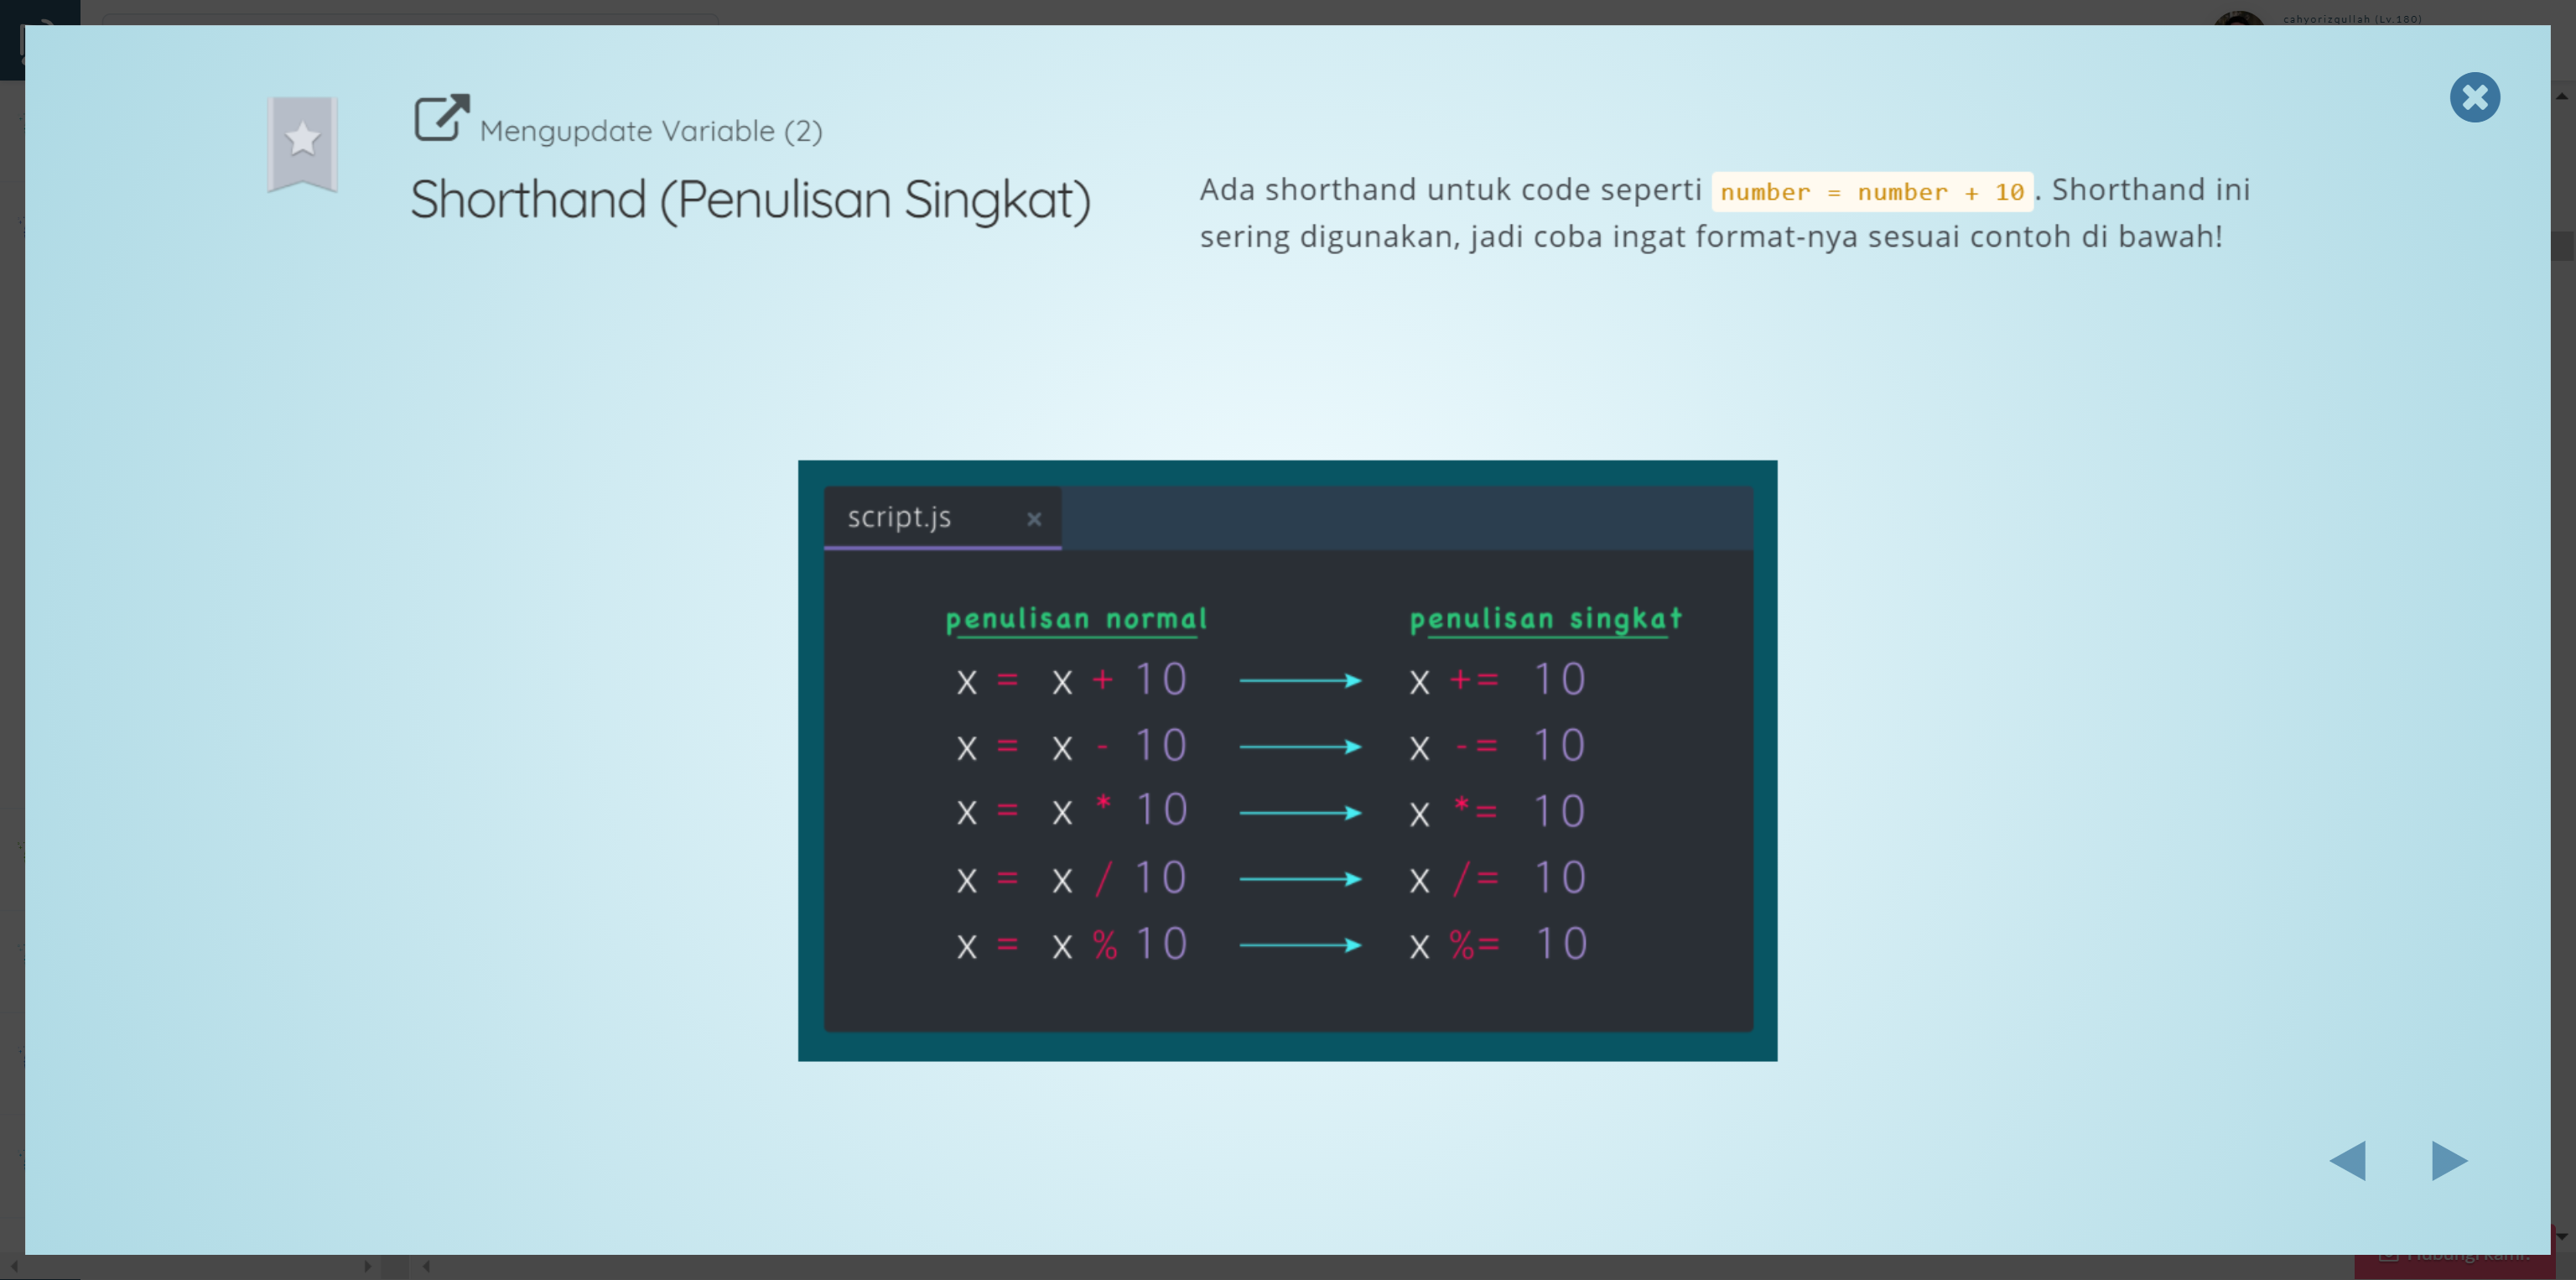 cahyorizqullah (Lv.180)
Mengupdate Variable (2)
Shorthand (Penulisan Singkat)
Ada shorthand untuk code seperti number = number + 10. Shorthand ini
sering digunakan, jadi coba ingat format-nya sesuai contoh di bawah!
script.js ×
penulisan normal penulisan singkat
x = x + 10 → x += 10
x = x - 10 → x -= 10
x = x * 10 → x *= 10
x = x / 10 → x /= 10
x = x % 10 → x %= 10